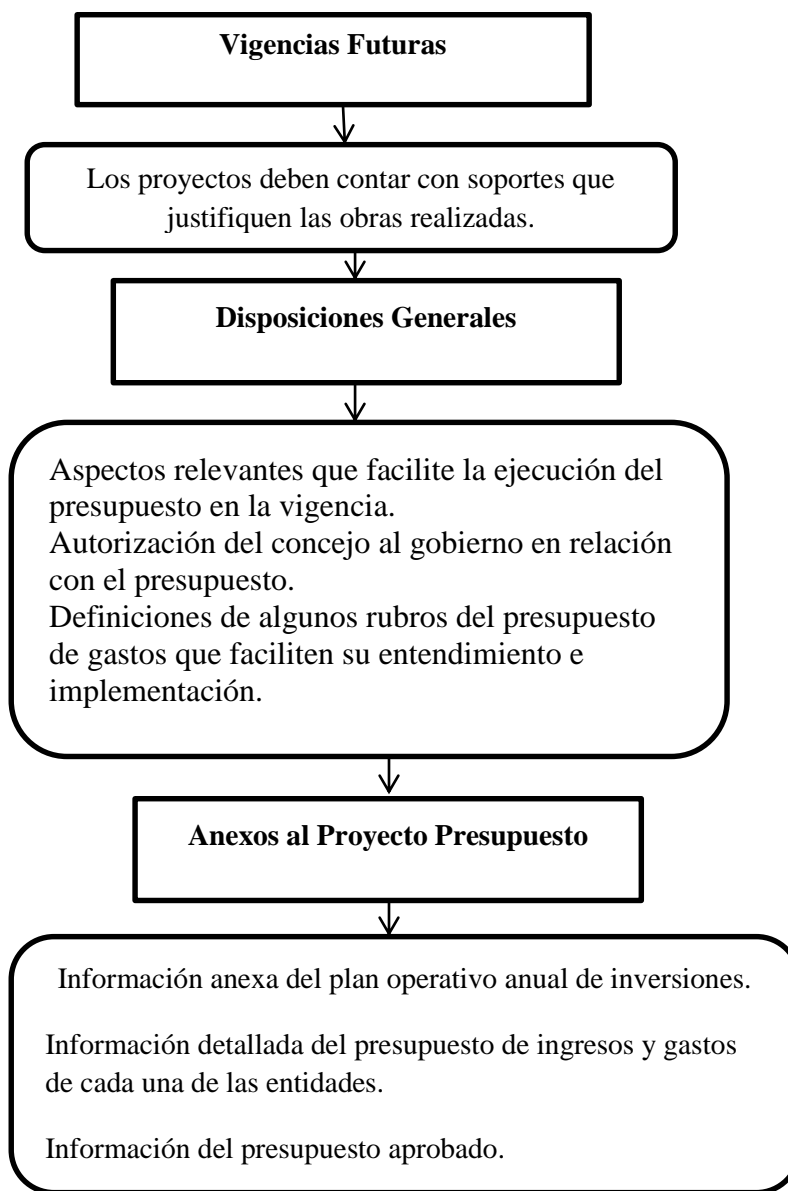 Vigencias Futuras
Los proyectos deben contar con soportes que
justifiquen las obras realizadas.
Disposiciones Generales
Aspectos relevantes que facilite la ejecución del
presupuesto en la vigencia.
Autorización del concejo al gobierno en relación
con el presupuesto.
Definiciones de algunos rubros del presupuesto
de gastos que faciliten su entendimiento e
implementación.
Anexos al Proyecto Presupuesto
Información anexa del plan operativo anual de inversiones.
Información detallada del presupuesto de ingresos y gastos
de cada una de las entidades.
Información del presupuesto aprobado.